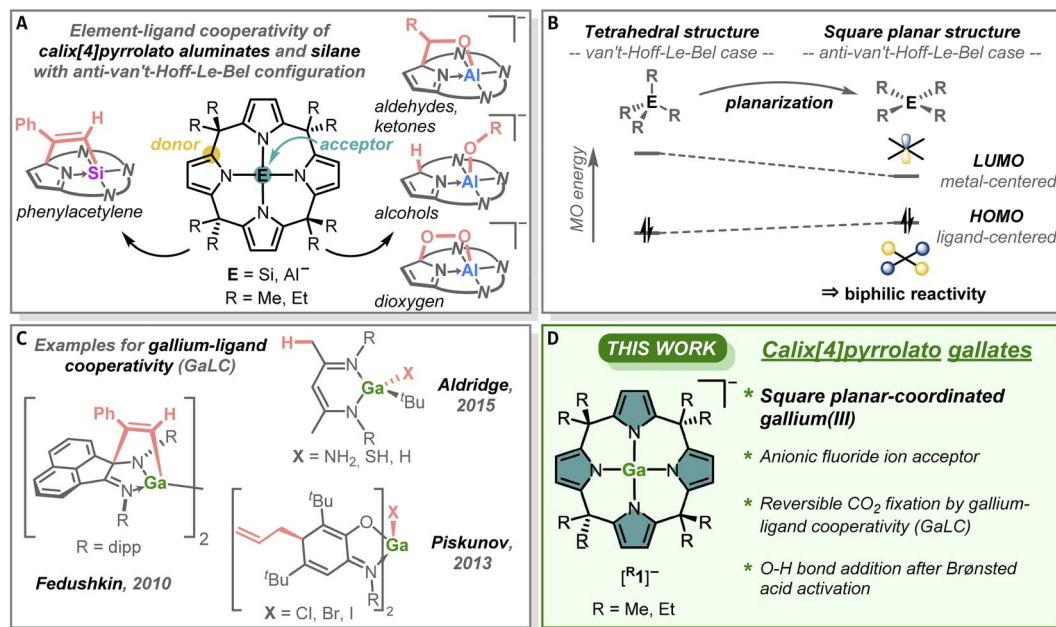 A
Element-ligand cooperativity of
calix[4]pyrrolato aluminates and silane
with anti-van't-Hoff-Le-Bel configuration
Ph
H
Si
N
N
N
N
phenylacetylene
donor
acceptor
R
R
R
R
R
R
R
R
N
N
N
N
E
E = Si, Al⁻
R = Me, Et
R
O
Al
N
N
N
N
−
aldehydes,
ketones
H
O
R
Al
N
N
N
N
−
alcohols
O
O
Al
N
N
N
N
−
dioxygen
B
Tetrahedral structure
-- van't-Hoff-Le-Bel case --
Square planar structure
-- anti-van't-Hoff-Le-Bel case --
R
E
R
R
R
planarization
R
R
E
R
R
MO energy
LUMO
metal-centered
HOMO
ligand-centered
⇒ biphilic reactivity
C
Examples for gallium-ligand
cooperativity (GaLC)
Ph
H
R
N
Ga
N
R
2
R = dipp
Fedushkin, 2010
H
R
N
X
Ga
ᵗBu
N
R
Aldridge,
2015
X = NH₂, SH, H
ᵗBu
O
X
Ga
ᵗBu
N
R
2
Piskunov,
2013
X = Cl, Br, I
D
THIS WORK
Calix[4]pyrrolato gallates
R
R
R
R
R
R
R
R
N
N
N
N
Ga
−
[ᴿ1]⁻
R = Me, Et
* Square planar-coordinated
gallium(III)
* Anionic fluoride ion acceptor
* Reversible CO₂ fixation by gallium-
ligand cooperativity (GaLC)
* O-H bond addition after Brønsted
acid activation